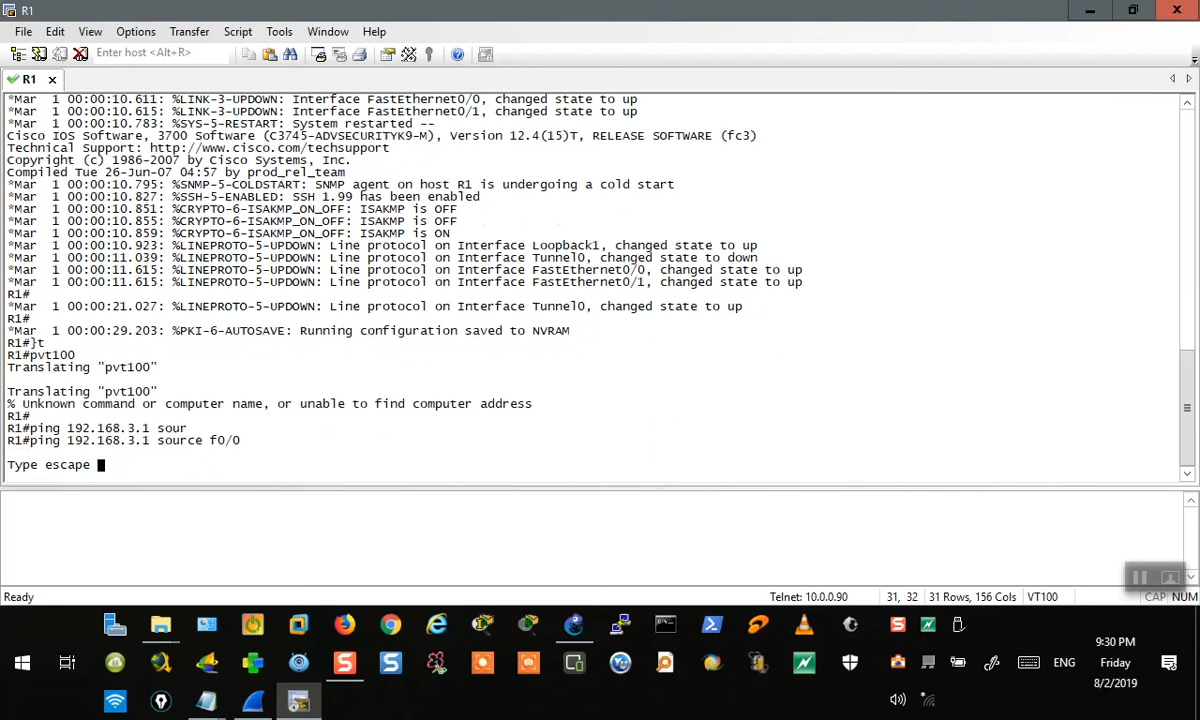 R1
File Edit View Options Transfer Script Tools Window Help
Enter host <Alt+R>
R1
*Mar  1 00:00:10.611: %LINK-3-UPDOWN: Interface FastEthernet0/0, changed state to up
*Mar  1 00:00:10.615: %LINK-3-UPDOWN: Interface FastEthernet0/1, changed state to up
*Mar  1 00:00:10.783: %SYS-5-RESTART: System restarted --
Cisco IOS Software, 3700 Software (C3745-ADVSECURITYK9-M), Version 12.4(15)T, RELEASE SOFTWARE (fc3)
Technical Support: http://www.cisco.com/techsupport
Copyright (c) 1986-2007 by Cisco Systems, Inc.
Compiled Tue 26-Jun-07 04:57 by prod_rel_team
*Mar  1 00:00:10.795: %SNMP-5-COLDSTART: SNMP agent on host R1 is undergoing a cold start
*Mar  1 00:00:10.827: %SSH-5-ENABLED: SSH 1.99 has been enabled
*Mar  1 00:00:10.851: %CRYPTO-6-ISAKMP_ON_OFF: ISAKMP is OFF
*Mar  1 00:00:10.855: %CRYPTO-6-ISAKMP_ON_OFF: ISAKMP is OFF
*Mar  1 00:00:10.859: %CRYPTO-6-ISAKMP_ON_OFF: ISAKMP is ON
*Mar  1 00:00:10.923: %LINEPROTO-5-UPDOWN: Line protocol on Interface Loopback1, changed state to up
*Mar  1 00:00:11.039: %LINEPROTO-5-UPDOWN: Line protocol on Interface Tunnel0, changed state to down
*Mar  1 00:00:11.615: %LINEPROTO-5-UPDOWN: Line protocol on Interface FastEthernet0/0, changed state to up
*Mar  1 00:00:11.615: %LINEPROTO-5-UPDOWN: Line protocol on Interface FastEthernet0/1, changed state to up
R1#
*Mar  1 00:00:21.027: %LINEPROTO-5-UPDOWN: Line protocol on Interface Tunnel0, changed state to up
R1#
*Mar  1 00:00:29.203: %PKI-6-AUTOSAVE: Running configuration saved to NVRAM
R1#}t
R1#pvt100
Translating "pvt100"
Translating "pvt100"
% Unknown command or computer name, or unable to find computer address
R1#
R1#ping 192.168.3.1 sour
R1#ping 192.168.3.1 source f0/0
Type escape
Ready Telnet: 10.0.0.90 31, 32 31 Rows, 156 Cols VT100 CAP NUM
9:30 PM
ENG Friday
8/2/2019